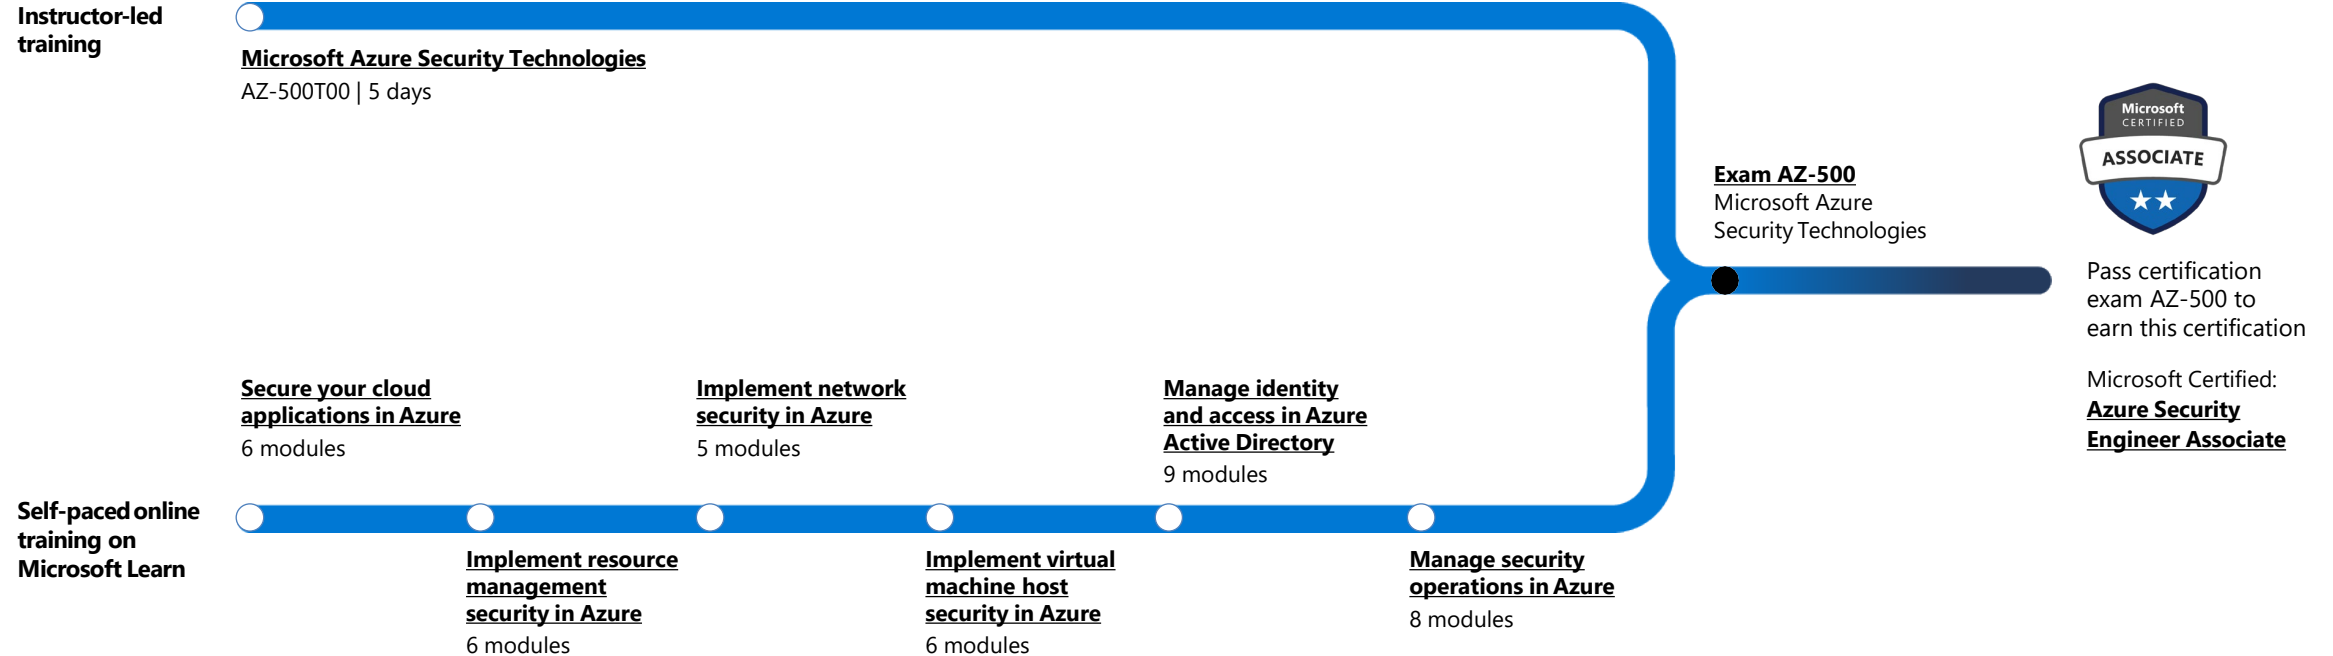 Instructor-led
training
Microsoft Azure Security Technologies
AZ-500T00 | 5 days
Microsoft
CERTIFIED
ASSOCIATE
Exam AZ-500
Microsoft Azure
Security Technologies
Pass certification
exam AZ-500 to
earn this certification
Microsoft Certified:
Azure Security
Engineer Associate
Secure your cloud
applications in Azure
6 modules
Implement network
security in Azure
5 modules
Manage identity
and access in Azure
Active Directory
9 modules
Self-paced online
training on
Microsoft Learn
Implement resource
management
security in Azure
6 modules
Implement virtual
machine host
security in Azure
6 modules
Manage security
operations in Azure
8 modules